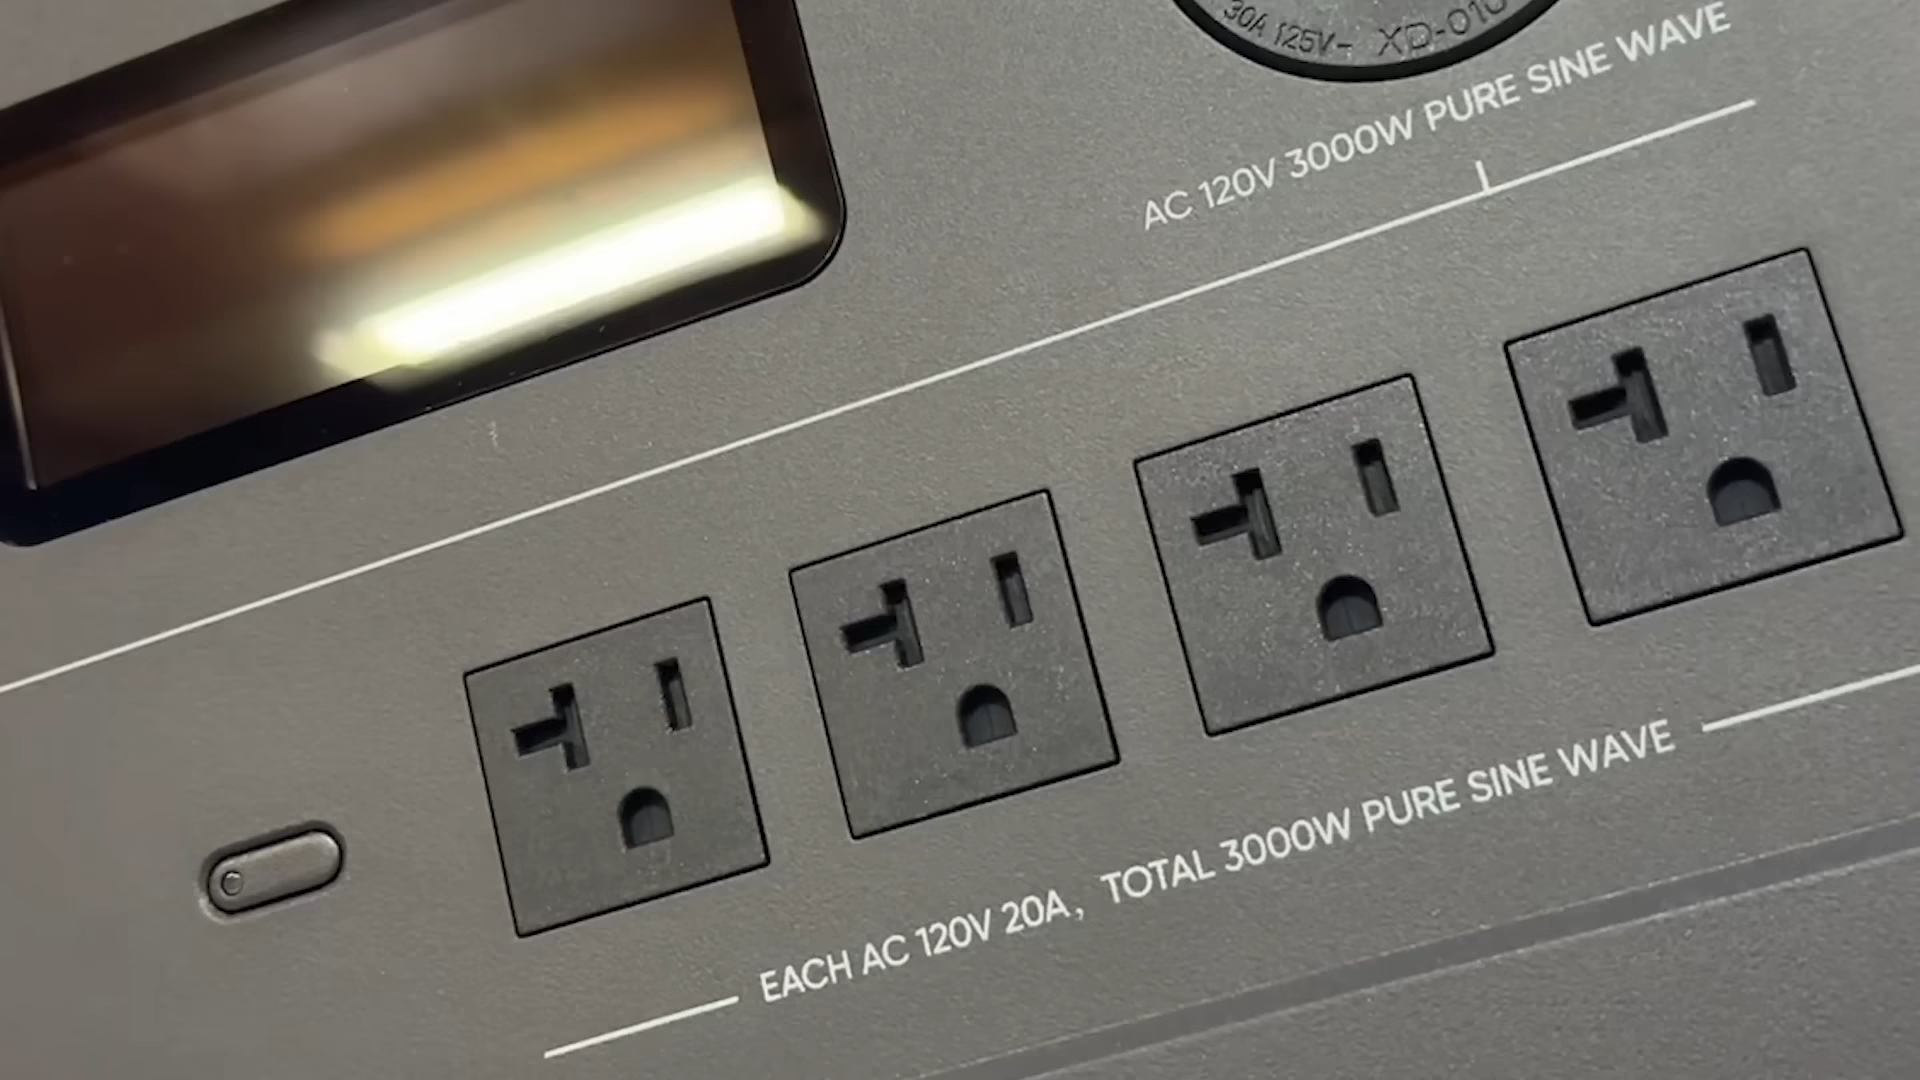 30A 125V~ XD-010
AC 120V 3000W PURE SINE WAVE
EACH AC 120V 20A, TOTAL 3000W PURE SINE WAVE